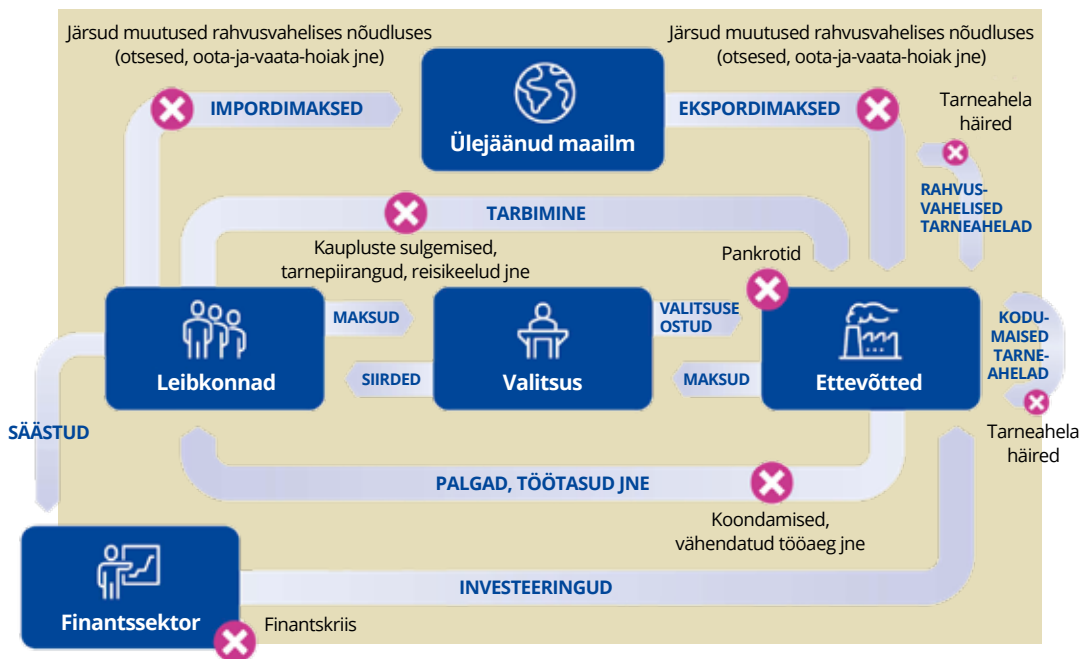 Järsud muutused rahvusvahelises nõudluses
(otsesed, oota-ja-vaata-hoiak jne)
Järsud muutused rahvusvahelises nõudluses
(otsesed, oota-ja-vaata-hoiak jne)
IMPORDIMAKSED
Ülejäänud maailm
EKSPORDIMAKSED
Tarneahela
häired
RAHVUS-
VAHELISED
TARNEAHELAD
TARBIMINE
Kaupluste sulgemised,
tarnepiirangud, reisikeelud jne
Pankrotid
Leibkonnad
MAKSUD
SIIRDED
Valitsus
VALITSUSE
OSTUD
MAKSUD
Ettevõtted
KODU-
MAISED
TARNE-
AHELAD
Tarneahela
häired
SÄÄSTUD
PALGAD, TÖÖTASUD JNE
Koondamised,
vähendatud tööaeg jne
Finantssektor
INVESTEERINGUD
Finantskriis